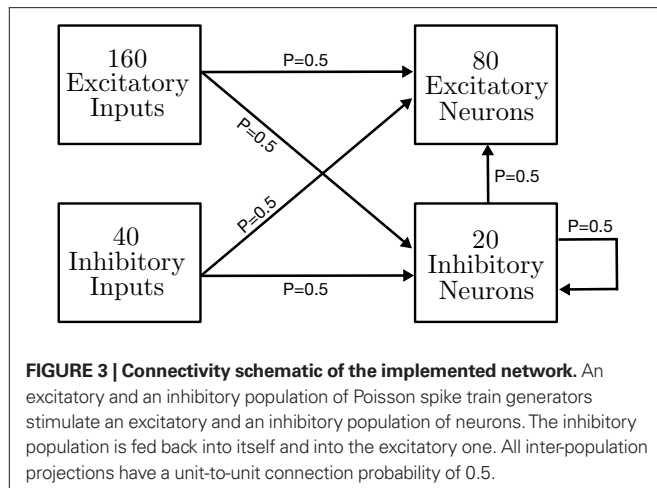 160
Excitatory
Inputs
P=0.5
80
Excitatory
Neurons
P=0.5
P=0.5
P=0.5
40
Inhibitory
Inputs
P=0.5
20
Inhibitory
Neurons
P=0.5
FIGURE 3 | Connectivity schematic of the implemented network. An
excitatory and an inhibitory population of Poisson spike train generators
stimulate an excitatory and an inhibitory population of neurons. The inhibitory
population is fed back into itself and into the excitatory one. All inter-population
projections have a unit-to-unit connection probability of 0.5.